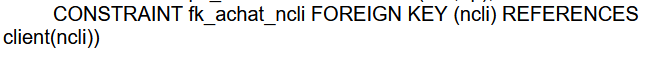 CONSTRAINT fk_achat_ncli FOREIGN KEY (ncli) REFERENCES
client(ncli))